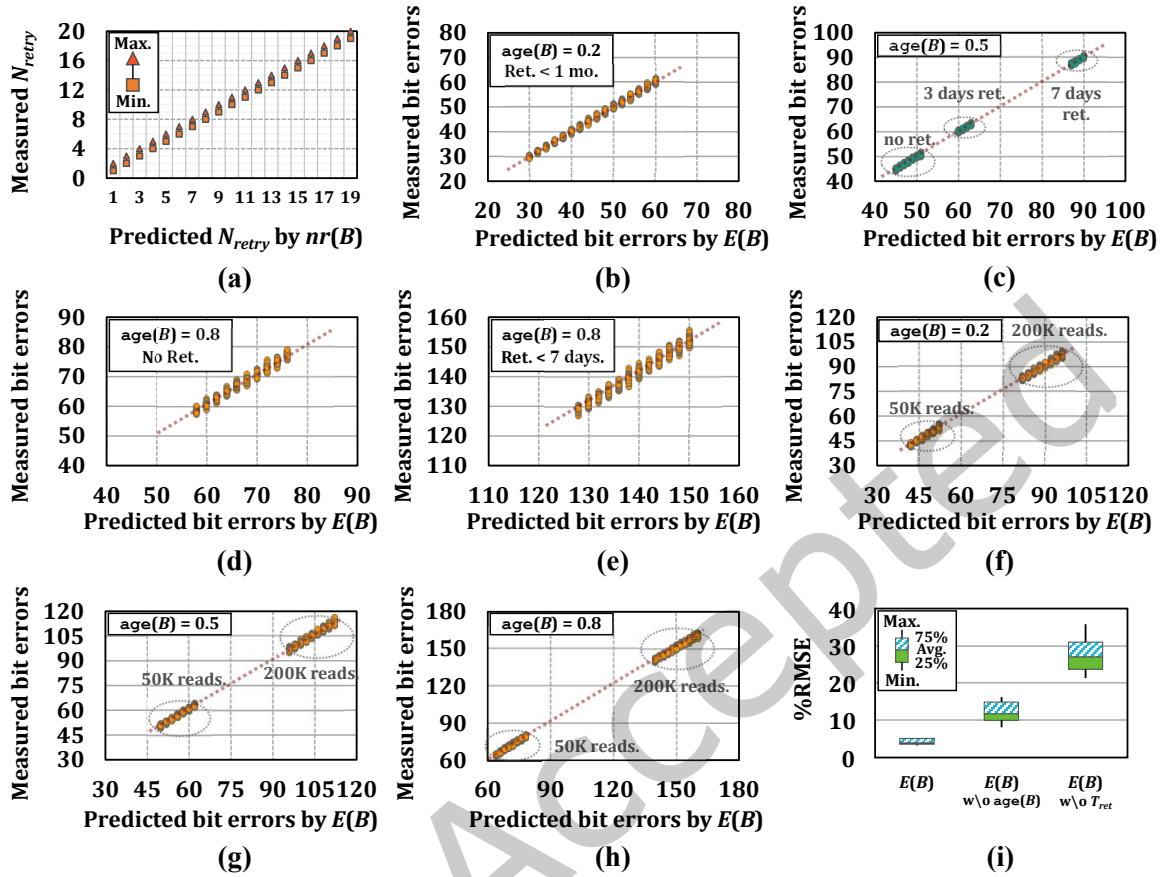 Measured N_retry
20
16
12
8
4
0
Max.
Min.
1 3 5 7 9 11 13 15 17 19
Predicted N_retry by nr(B)
(a)
Measured bit errors
80
70
60
50
40
30
20
age(B) = 0.2
Ret. < 1 mo.
20 30 40 50 60 70 80
Predicted bit errors by E(B)
(b)
Measured bit errors
100
90
80
70
60
50
40
age(B) = 0.5
3 days ret.
7 days
ret.
no ret.
40 50 60 70 80 90 100
Predicted bit errors by E(B)
(c)
Measured bit errors
90
80
70
60
50
40
age(B) = 0.8
No Ret.
40 50 60 70 80 90
Predicted bit errors by E(B)
(d)
Measured bit errors
160
150
140
130
120
110
age(B) = 0.8
Ret. < 7 days.
110 120 130 140 150 160
Predicted bit errors by E(B)
(e)
Measured bit errors
120
105
90
75
60
45
30
age(B) = 0.2
200K reads.
50K reads.
30 45 60 75 90 105 120
Predicted bit errors by E(B)
(f)
Measured bit errors
120
105
90
75
60
45
30
age(B) = 0.5
50K reads.
200K reads.
30 45 60 75 90 105 120
Predicted bit errors by E(B)
(g)
Measured bit errors
180
150
120
90
60
age(B) = 0.8
200K reads.
50K reads.
60 90 120 150 180
Predicted bit errors by E(B)
(h)
%RMSE
40
30
20
10
0
Max.
75%
Avg.
25%
Min.
E(B) E(B) E(B)
w\o age(B) w\o T_ret
(i)
Accepted